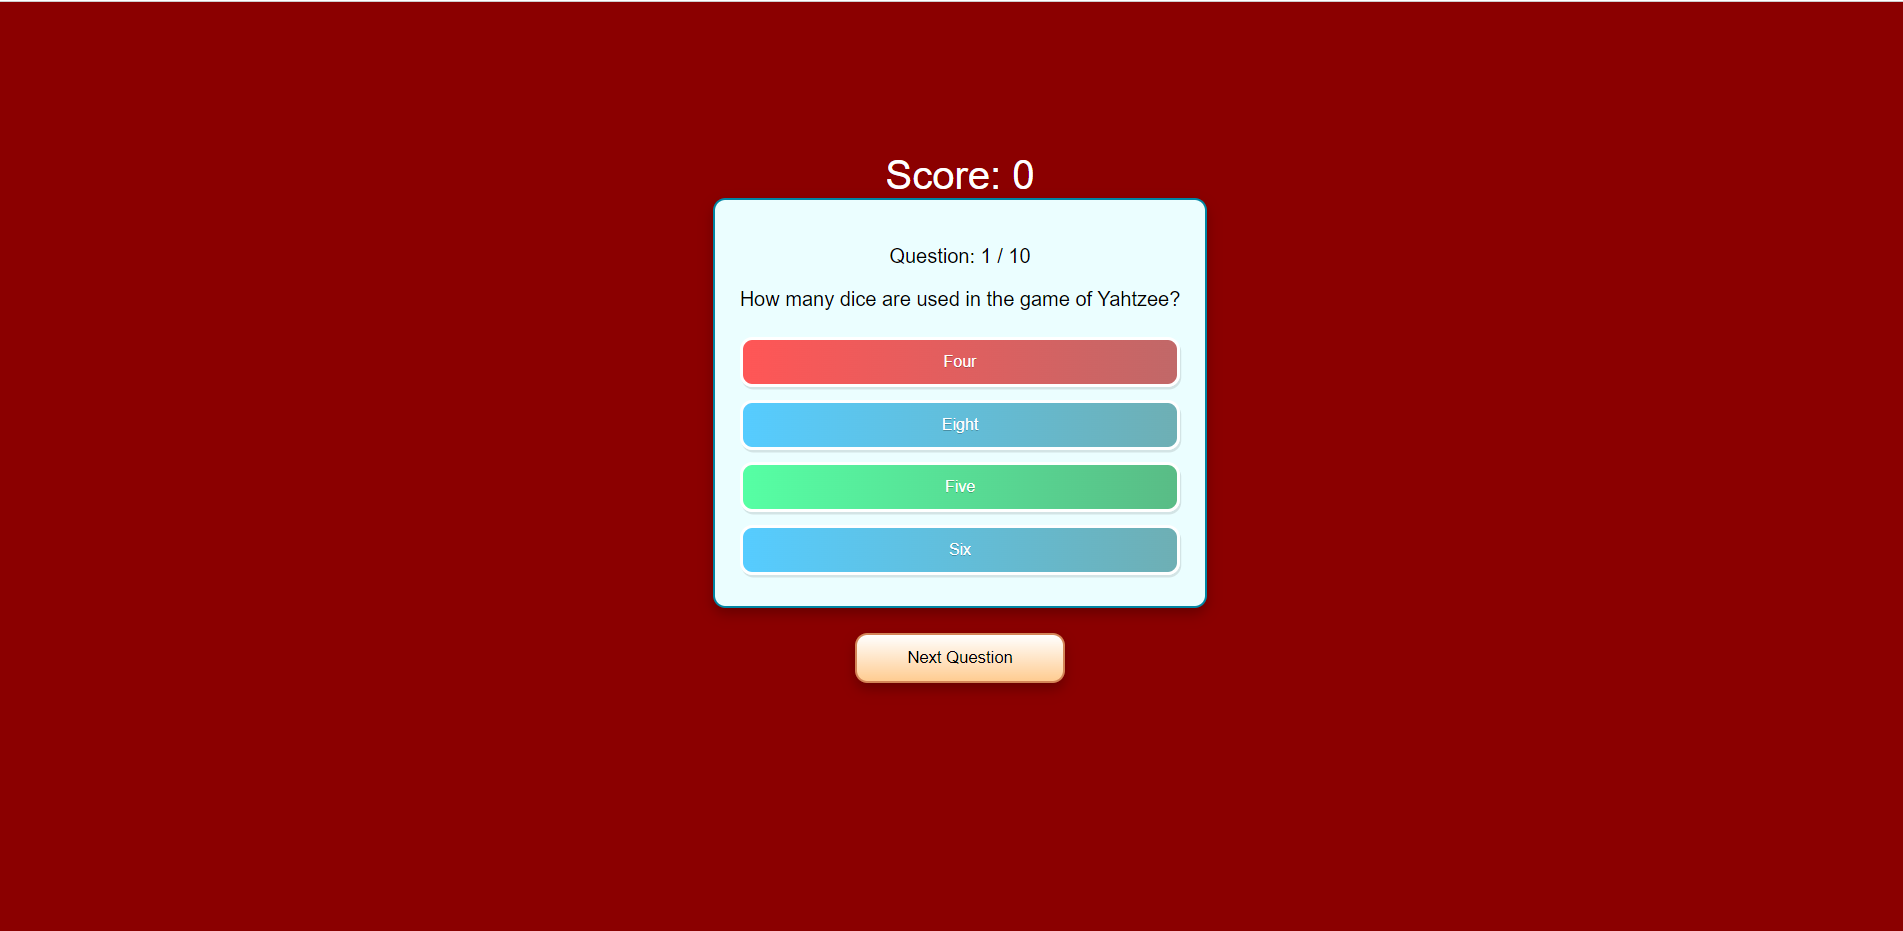 Score: 0
Question: 1 / 10
How many dice are used in the game of Yahtzee?
Four
Eight
Five
Six
Next Question